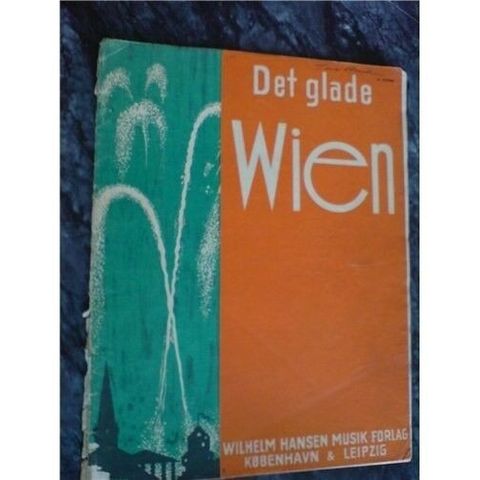 Det glade
Wien
WILHELM HANSEN MUSIK FORLAG
KØBENHAVN & LEIPZIG